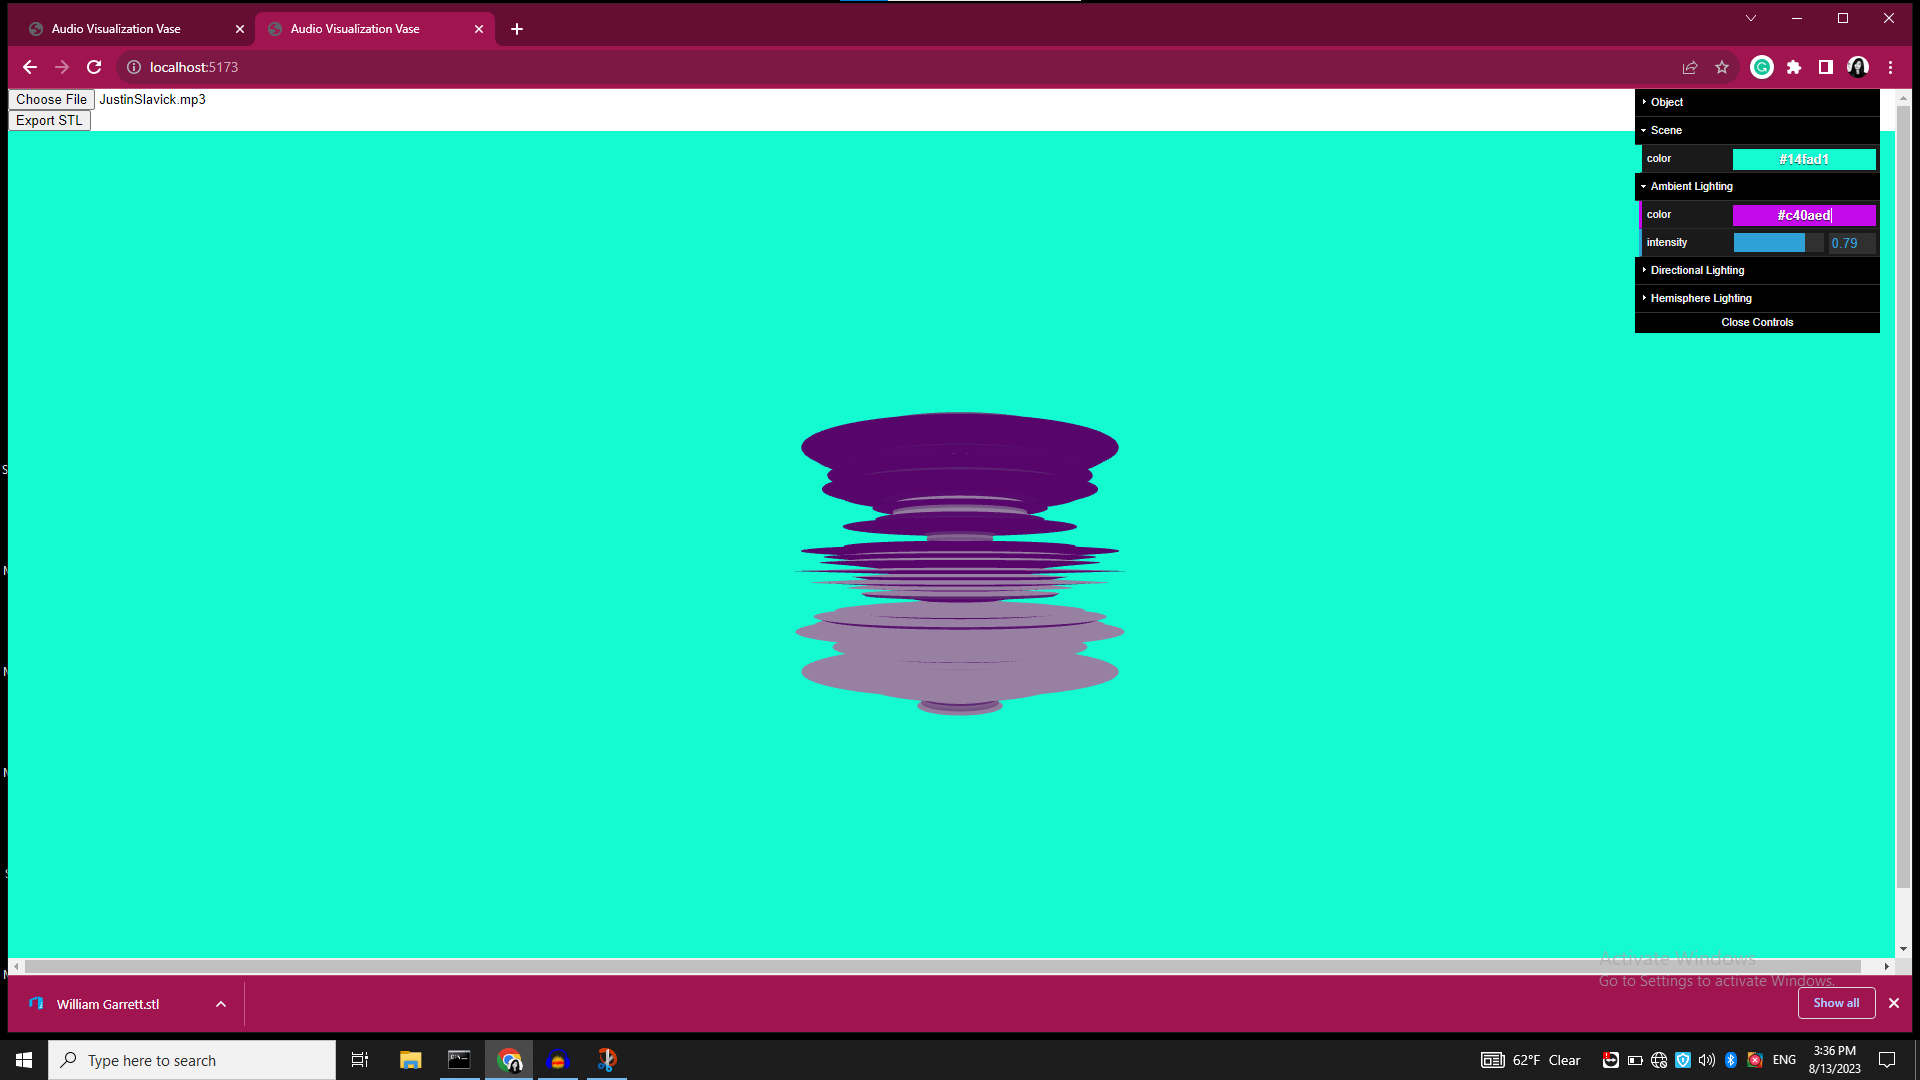 Audio Visualization Vase
Audio Visualization Vase
localhost:5173
Choose File JustinSlavick.mp3
Export STL
Object
Scene
color #14fad1
Ambient Lighting
color #c40aed
intensity 0.79
Directional Lighting
Hemisphere Lighting
Close Controls
Activate Windows
Go to Settings to activate Windows.
William Garrett.stl
Show all
Type here to search
62°F Clear
ENG
3:36 PM
8/13/2023